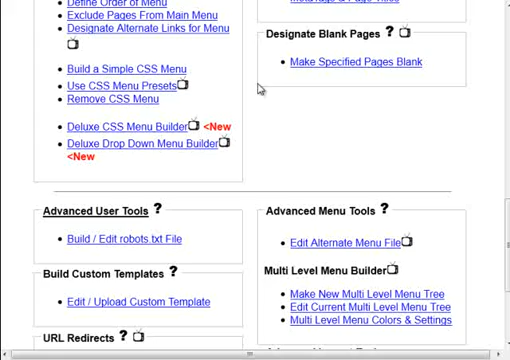 Define Order of Menu
Exclude Pages From Main Menu
Designate Alternate Links for Menu
Build a Simple CSS Menu
Use CSS Menu Presets
Remove CSS Menu
Deluxe CSS Menu Builder <New
Deluxe Drop Down Menu Builder
<New
Designate Blank Pages ?
Make Specified Pages Blank
Advanced User Tools ?
Build / Edit robots.txt File
Build Custom Templates ?
Edit / Upload Custom Template
URL Redirects ?
Advanced Menu Tools ?
Edit Alternate Menu File
Multi Level Menu Builder
Make New Multi Level Menu Tree
Edit Current Multi Level Menu Tree
Multi Level Menu Colors & Settings